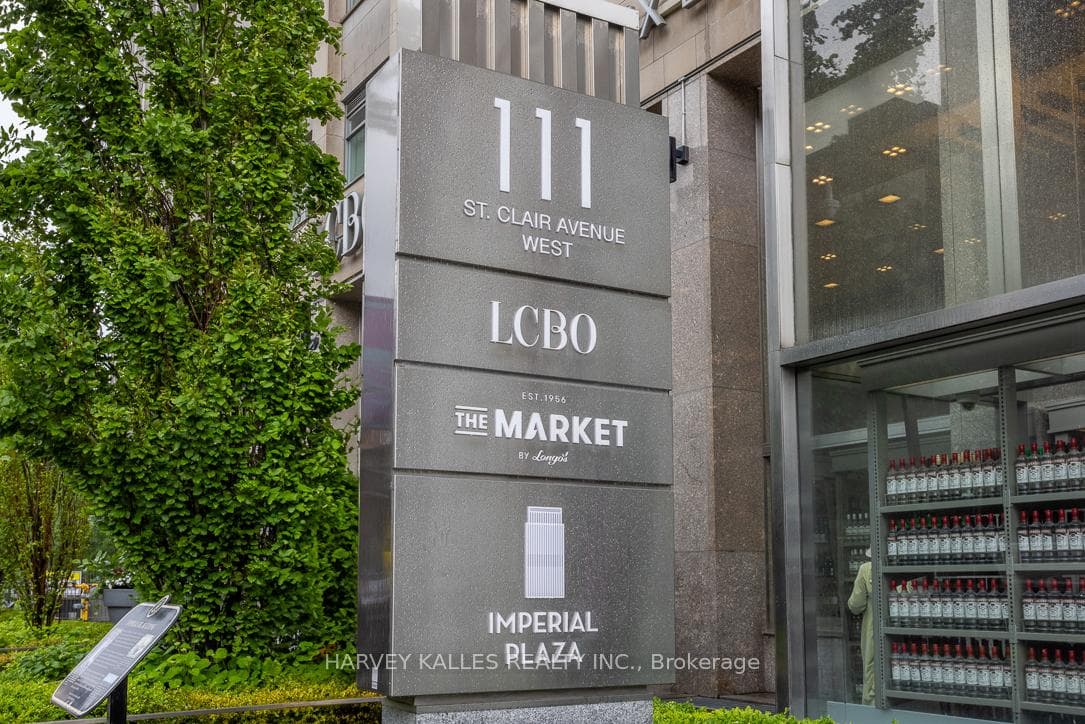 111
ST. CLAIR AVENUE
WEST
LCBO
EST.1956
THE MARKET
BY Longo's
IMPERIAL
PLAZA
HARVEY KALLES REALTY INC., Brokerage